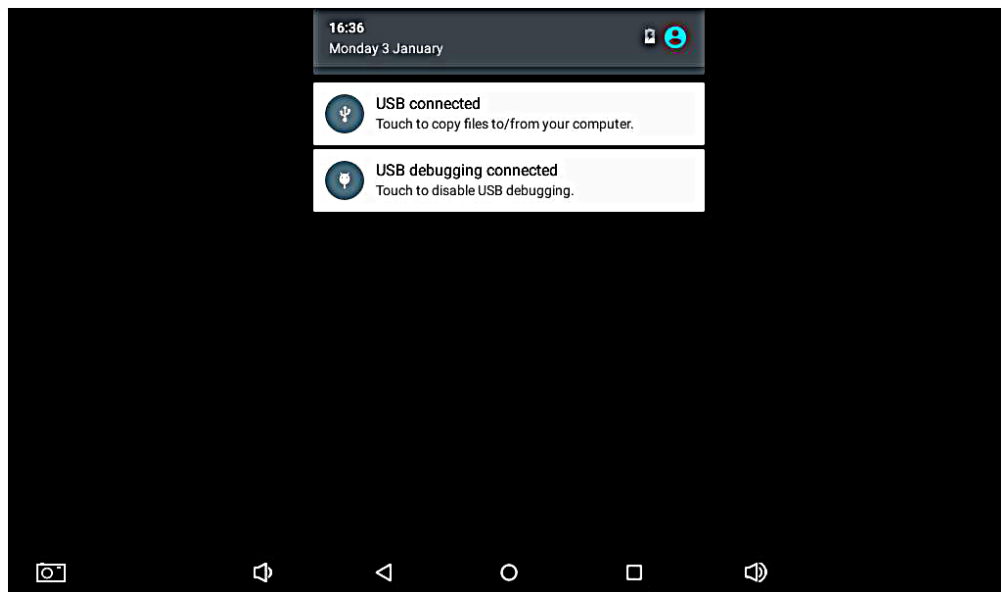 16:36
Monday 3 January
USB connected
Touch to copy files to/from your computer.
USB debugging connected
Touch to disable USB debugging.